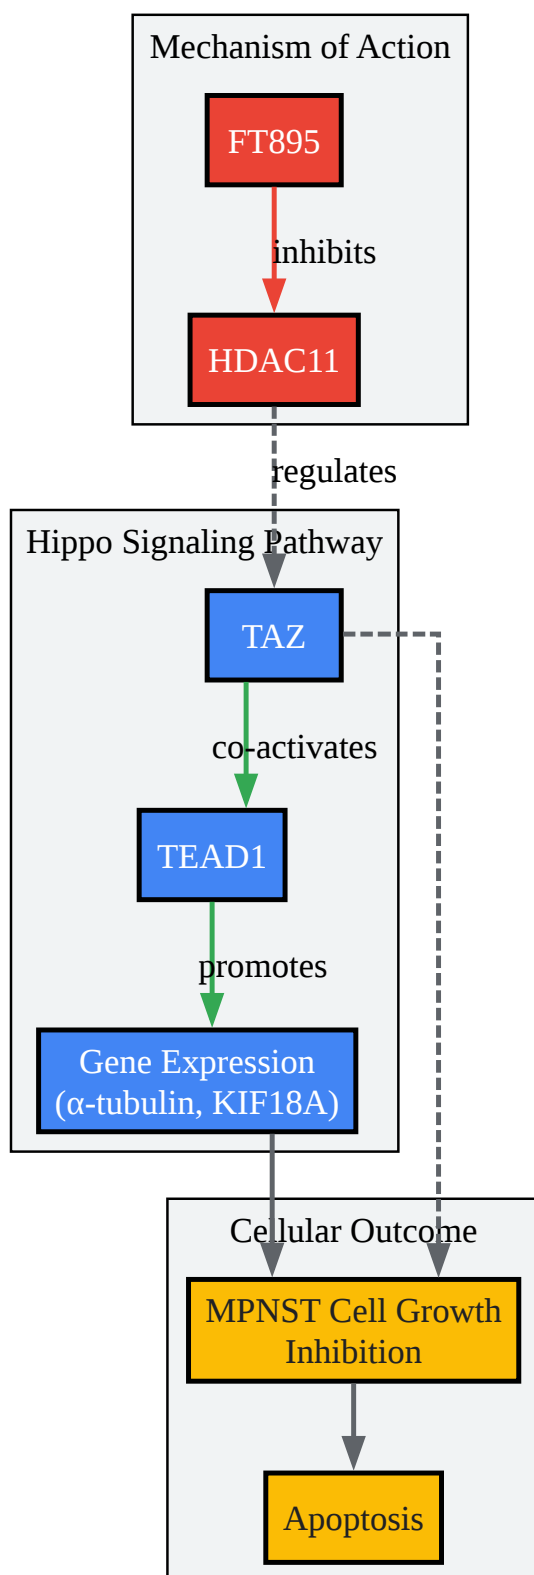 Mechanism of Action
FT895
inhibits
HDAC11
regulates
Hippo Signaling Pathway
TAZ
co-activates
TEAD1
promotes
Gene Expression
(α-tubulin, KIF18A)
Cellular Outcome
MPNST Cell Growth
Inhibition
Apoptosis